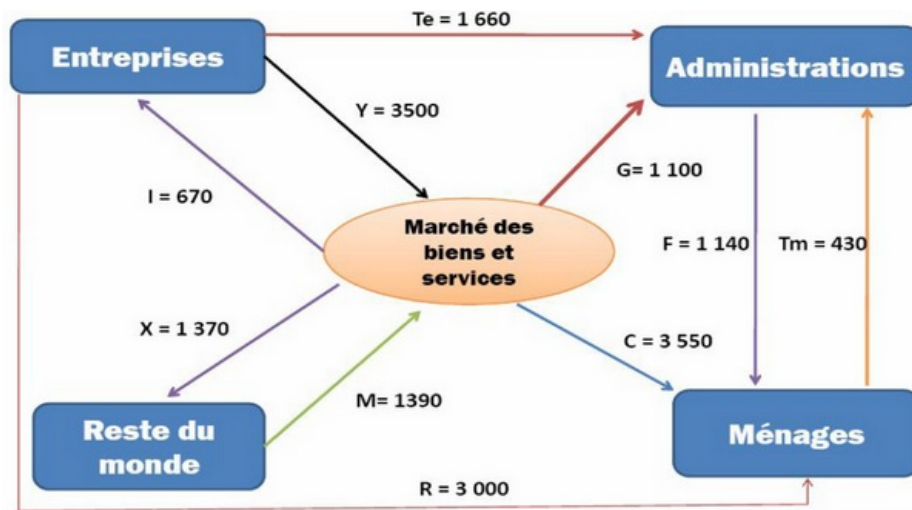 Te = 1 660
Entreprises
Administrations
Y = 3500
G= 1 100
I = 670
Marché des
biens et
services
F = 1 140
Tm = 430
X = 1 370
C = 3 550
M= 1390
Reste du
monde
Ménages
R = 3 000